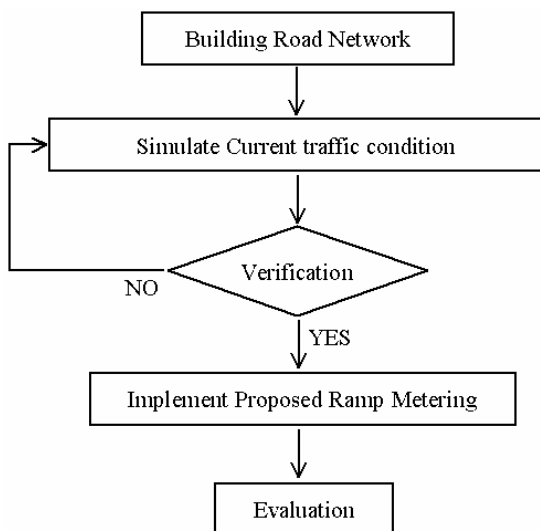 Building Road Network
Simulate Current traffic condition
Verification
NO
YES
Implement Proposed Ramp Metering
Evaluation